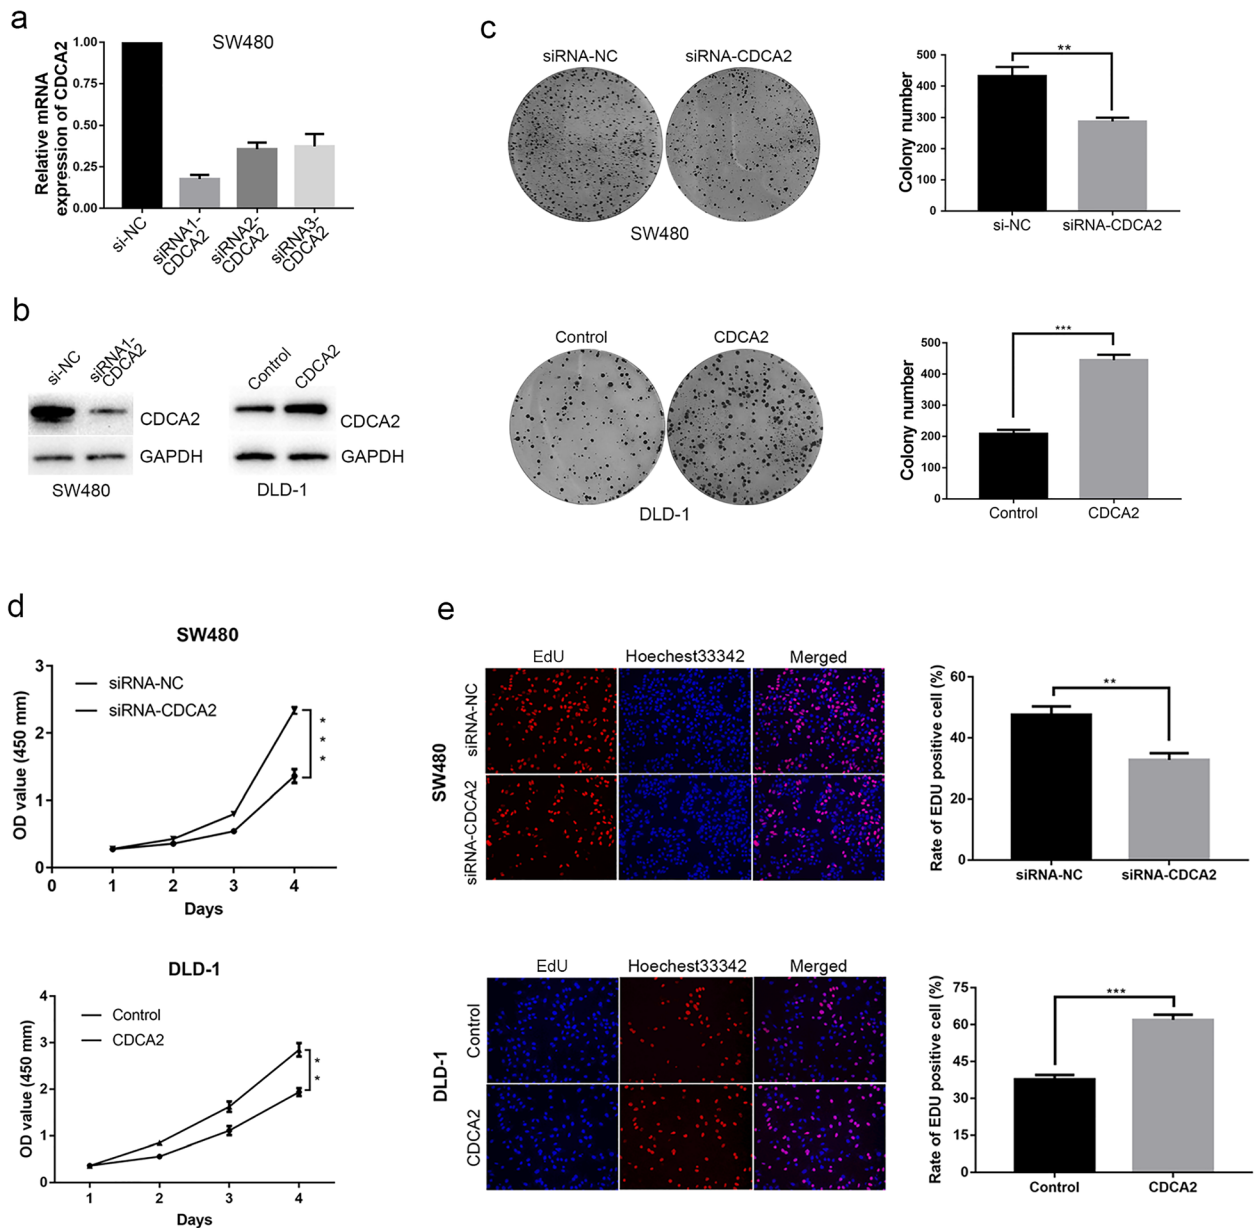 a
SW480
Relative mRNA
expression of CDCA2
1.00
0.75
0.50
0.25
0.00
si-NC
siRNA1-
CDCA2
siRNA2-
CDCA2
siRNA3-
CDCA2
b
si-NC
siRNA1-
CDCA2
CDCA2
GAPDH
SW480
Control
CDCA2
CDCA2
GAPDH
DLD-1
c
siRNA-NC
siRNA-CDCA2
SW480
Colony number
500
400
300
200
100
0
**
si-NC
siRNA-CDCA2
Control
CDCA2
DLD-1
Colony number
500
400
300
200
100
0
***
Control
CDCA2
d
SW480
OD value (450 mm)
3
2
1
0
siRNA-NC
siRNA-CDCA2
***
0 1 2 3 4
Days
DLD-1
OD value (450 mm)
4
3
2
1
0
Control
CDCA2
**
1 2 3 4
Days
e
EdU Hoechest33342 Merged
SW480
siRNA-NC
siRNA-CDCA2
Rate of EDU positive cell (%)
60
40
20
0
**
siRNA-NC
siRNA-CDCA2
EdU Hoechest33342 Merged
DLD-1
Control
CDCA2
Rate of EDU positive cell (%)
75
60
45
30
15
0
***
Control
CDCA2